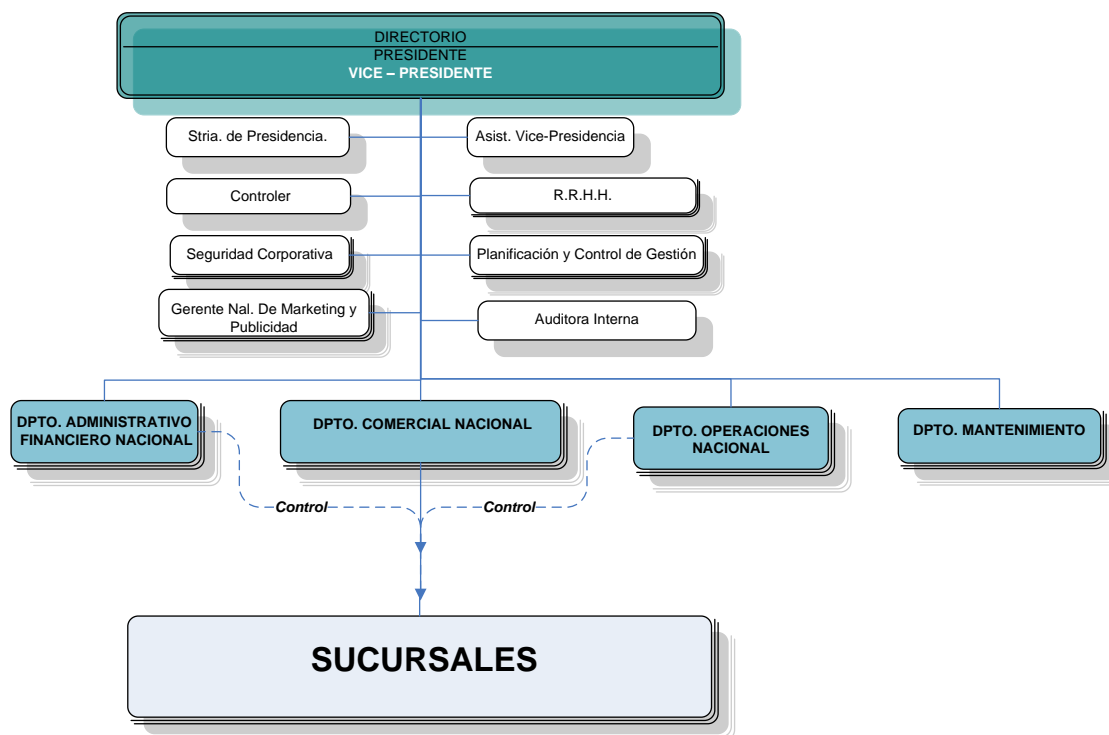 DIRECTORIO
PRESIDENTE
VICE – PRESIDENTE
Stria. de Presidencia.
Asist. Vice-Presidencia
Controler
R.R.H.H.
Seguridad Corporativa
Planificación y Control de Gestión
Gerente Nal. De Marketing y
Publicidad
Auditora Interna
DPTO. ADMINISTRATIVO
FINANCIERO NACIONAL
DPTO. COMERCIAL NACIONAL
DPTO. OPERACIONES
NACIONAL
DPTO. MANTENIMIENTO
Control
Control
SUCURSALES